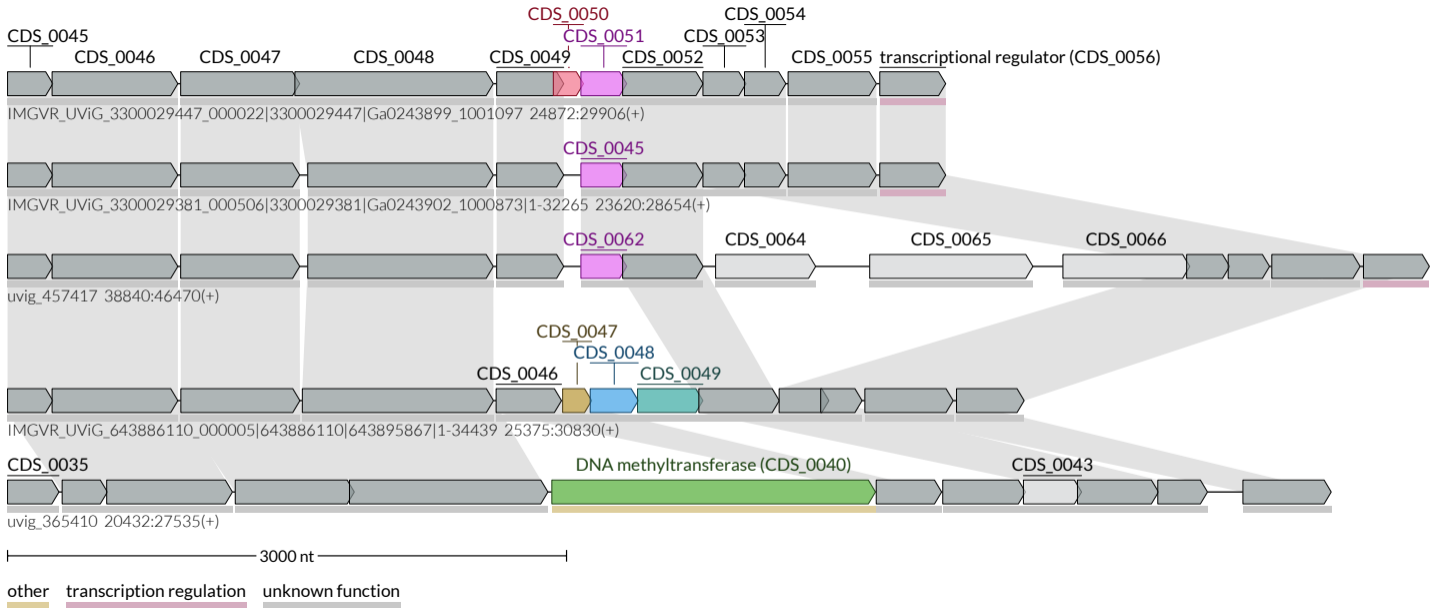 CDS_0050 CDS_0054
CDS_0045 CDS_0051 CDS_0053
CDS_0046 CDS_0047 CDS_0048 CDS_0049 CDS_0052 CDS_0055 transcriptional regulator (CDS_0056)
IMGVR_UViG_3300029447_000022|3300029447|Ga0243899_1001097 24872:29906(+)
CDS_0045
IMGVR_UViG_3300029381_000506|3300029381|Ga0243902_1000873|1-32265 23620:28654(+)
CDS_0062 CDS_0064 CDS_0065 CDS_0066
uvig_457417 38840:46470(+)
CDS_0047
CDS_0048
CDS_0046 CDS_0049
IMGVR_UViG_643886110_000005|643886110|643895867|1-34439 25375:30830(+)
CDS_0035 DNA methyltransferase (CDS_0040) CDS_0043
uvig_365410 20432:27535(+)
3000 nt
other transcription regulation unknown function